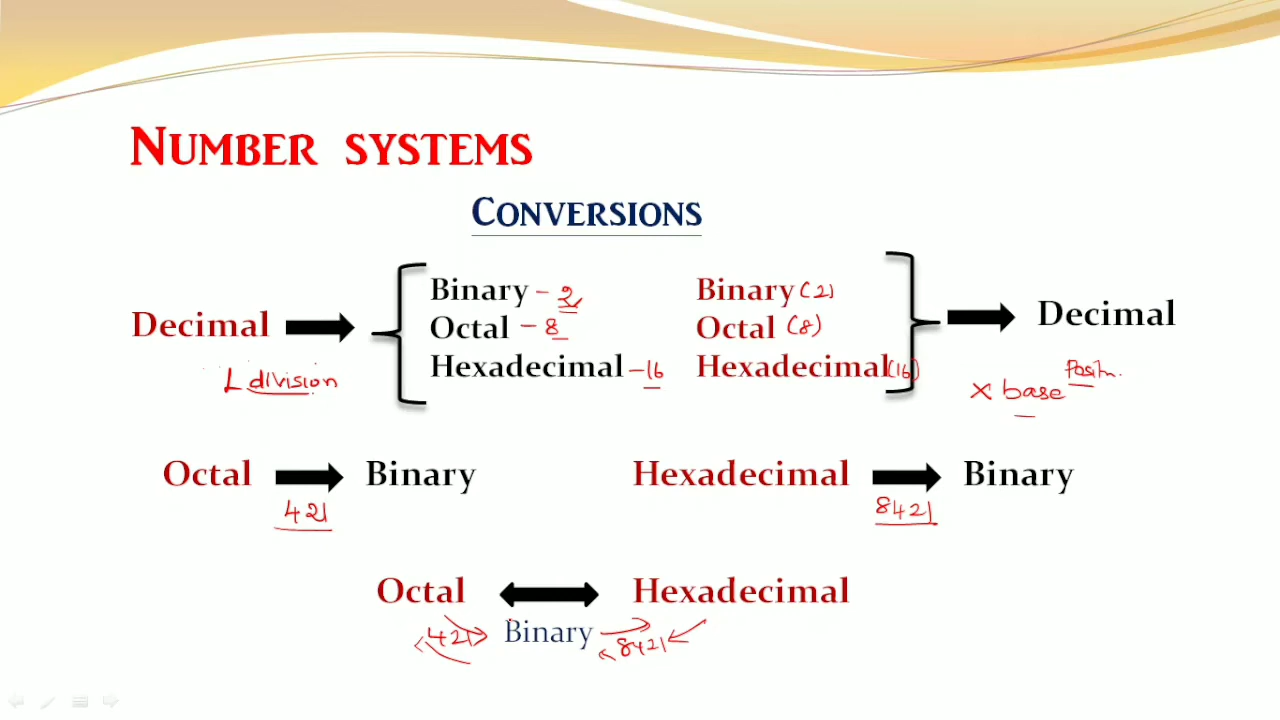 NUMBER SYSTEMS
CONVERSIONS
Binary - 2
Binary (2)
Decimal
Octal - 8
Octal (8)
Decimal
Hexadecimal - 16
Hexadecimal (16)
L division
× base
Octal
Binary
Hexadecimal
Binary
421
8421
Octal
Hexadecimal
421
Binary
8421